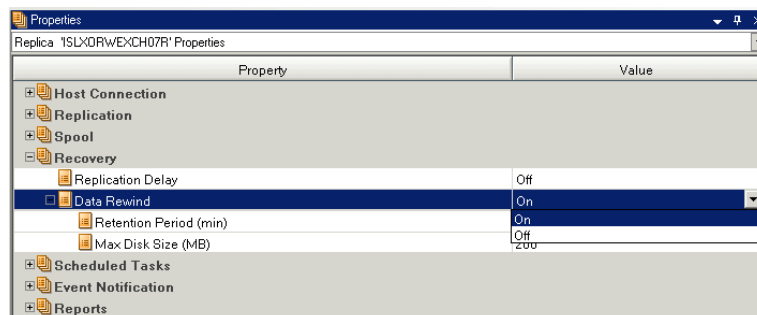 Properties
Replica 'ISLXORWEXCH07R' Properties
Property Value
Host Connection
Replication
Spool
Recovery
Replication Delay Off
Data Rewind On
Retention Period (min) On
Off
Max Disk Size (MB) 200
Scheduled Tasks
Event Notification
Reports